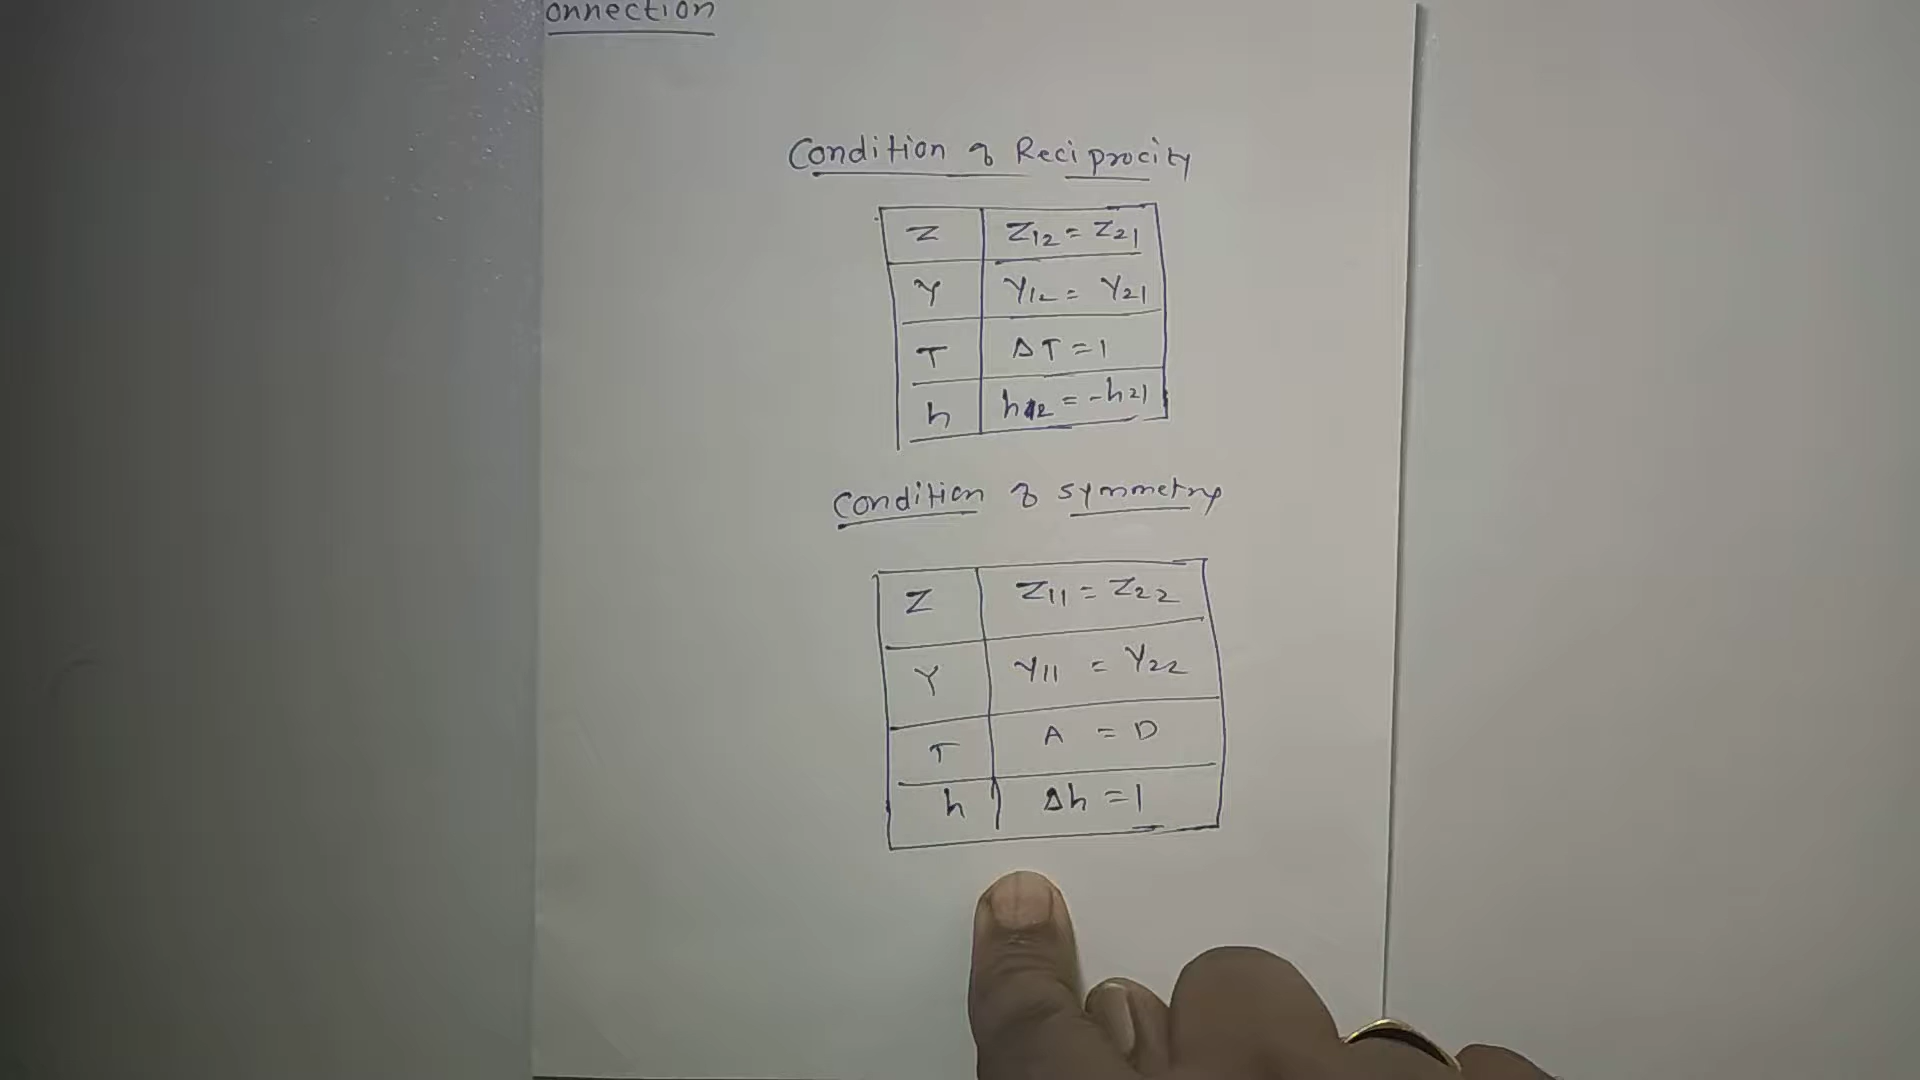 onnection
Condition of Reciprocity
Z Z12 = Z21
Y Y12 = Y21
T ΔT = 1
h h12 = -h21
Condition of symmetry
Z Z11 = Z22
Y Y11 = Y22
T A = D
h Δh = 1